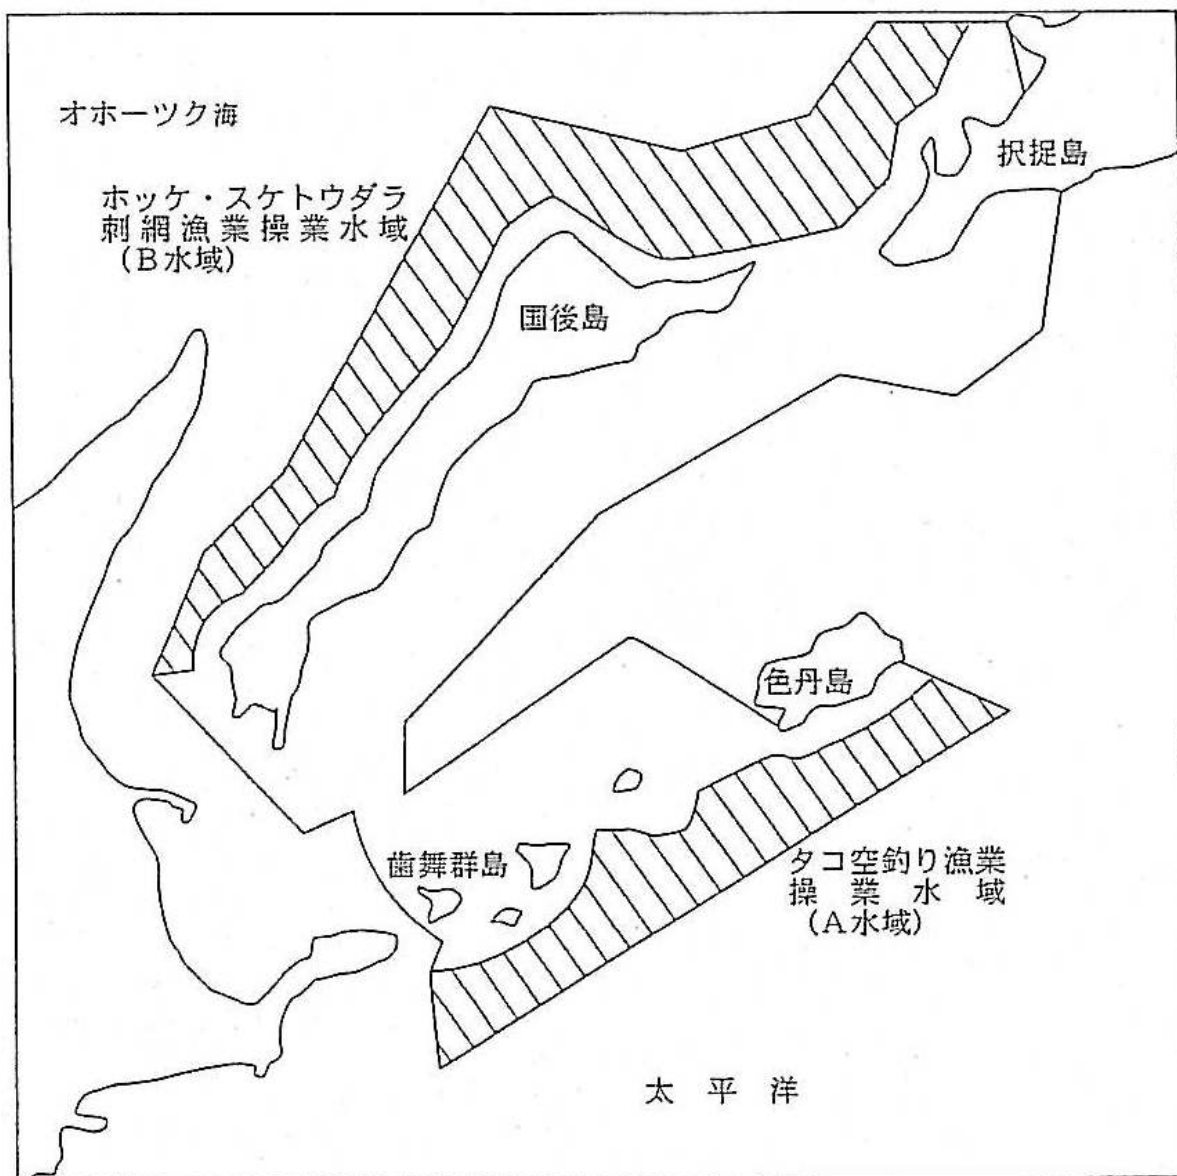 オホーツク海
ホッケ・スケトウダラ
刺網漁業操業水域
(B水域)
択捉島
国後島
色丹島
歯舞群島
タコ空釣り漁業
操業水域
(A水域)
太平洋